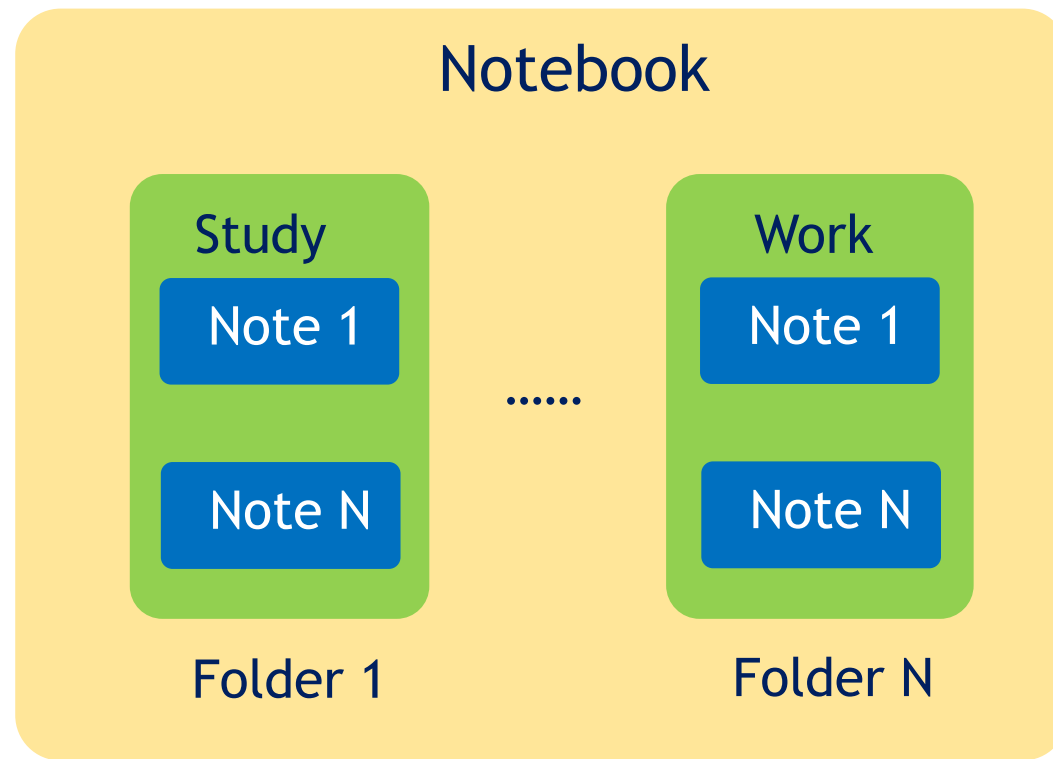 Notebook
Study
Note 1
Note N
Folder 1
......
Work
Note 1
Note N
Folder N